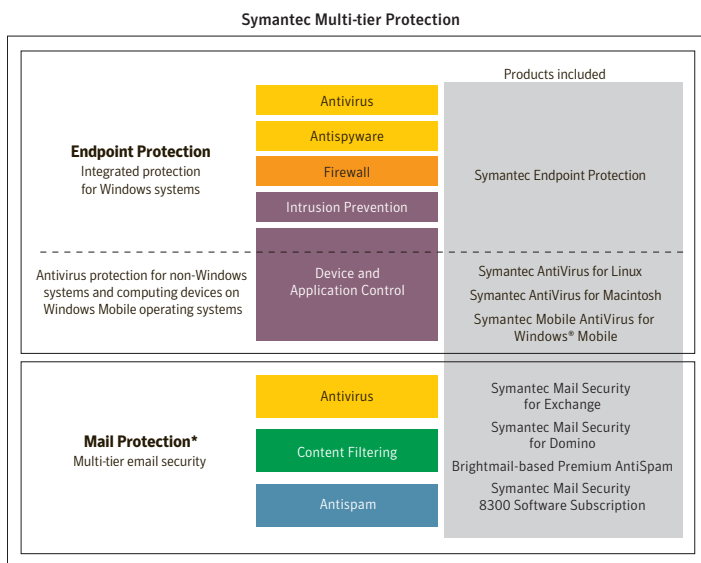 Symantec Multi-tier Protection
Products included
Antivirus
Antispyware
Endpoint Protection
Integrated protection
for Windows systems
Firewall
Symantec Endpoint Protection
Intrusion Prevention
Antivirus protection for non-Windows
systems and computing devices on
Windows Mobile operating systems
Device and
Application Control
Symantec AntiVirus for Linux
Symantec AntiVirus for Macintosh
Symantec Mobile AntiVirus for
Windows® Mobile
Mail Protection*
Multi-tier email security
Antivirus
Content Filtering
Antispam
Symantec Mail Security
for Exchange
Symantec Mail Security
for Domino
Brightmail-based Premium AntiSpam
Symantec Mail Security
8300 Software Subscription